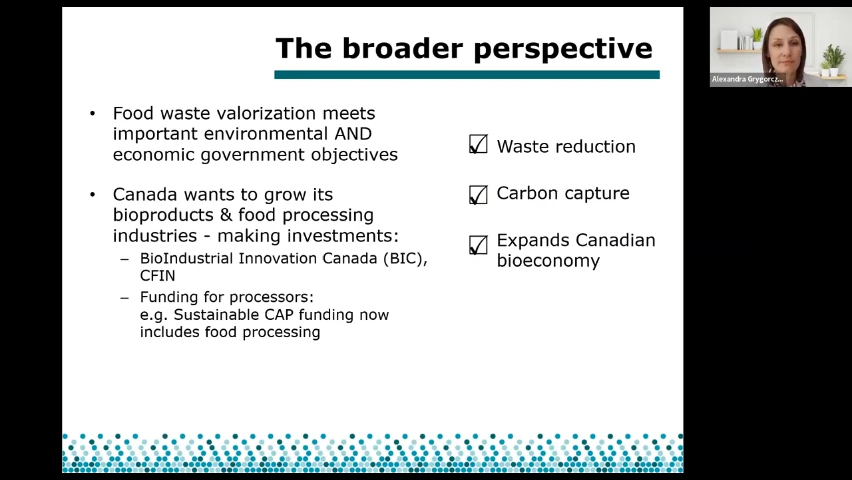 The broader perspective
• Food waste valorization meets
important environmental AND
economic government objectives
• Canada wants to grow its
bioproducts & food processing
industries - making investments:
– BioIndustrial Innovation Canada (BIC),
CFIN
– Funding for processors:
e.g. Sustainable CAP funding now
includes food processing
Waste reduction
Carbon capture
Expands Canadian
bioeconomy
Alexandra Grygorcz...